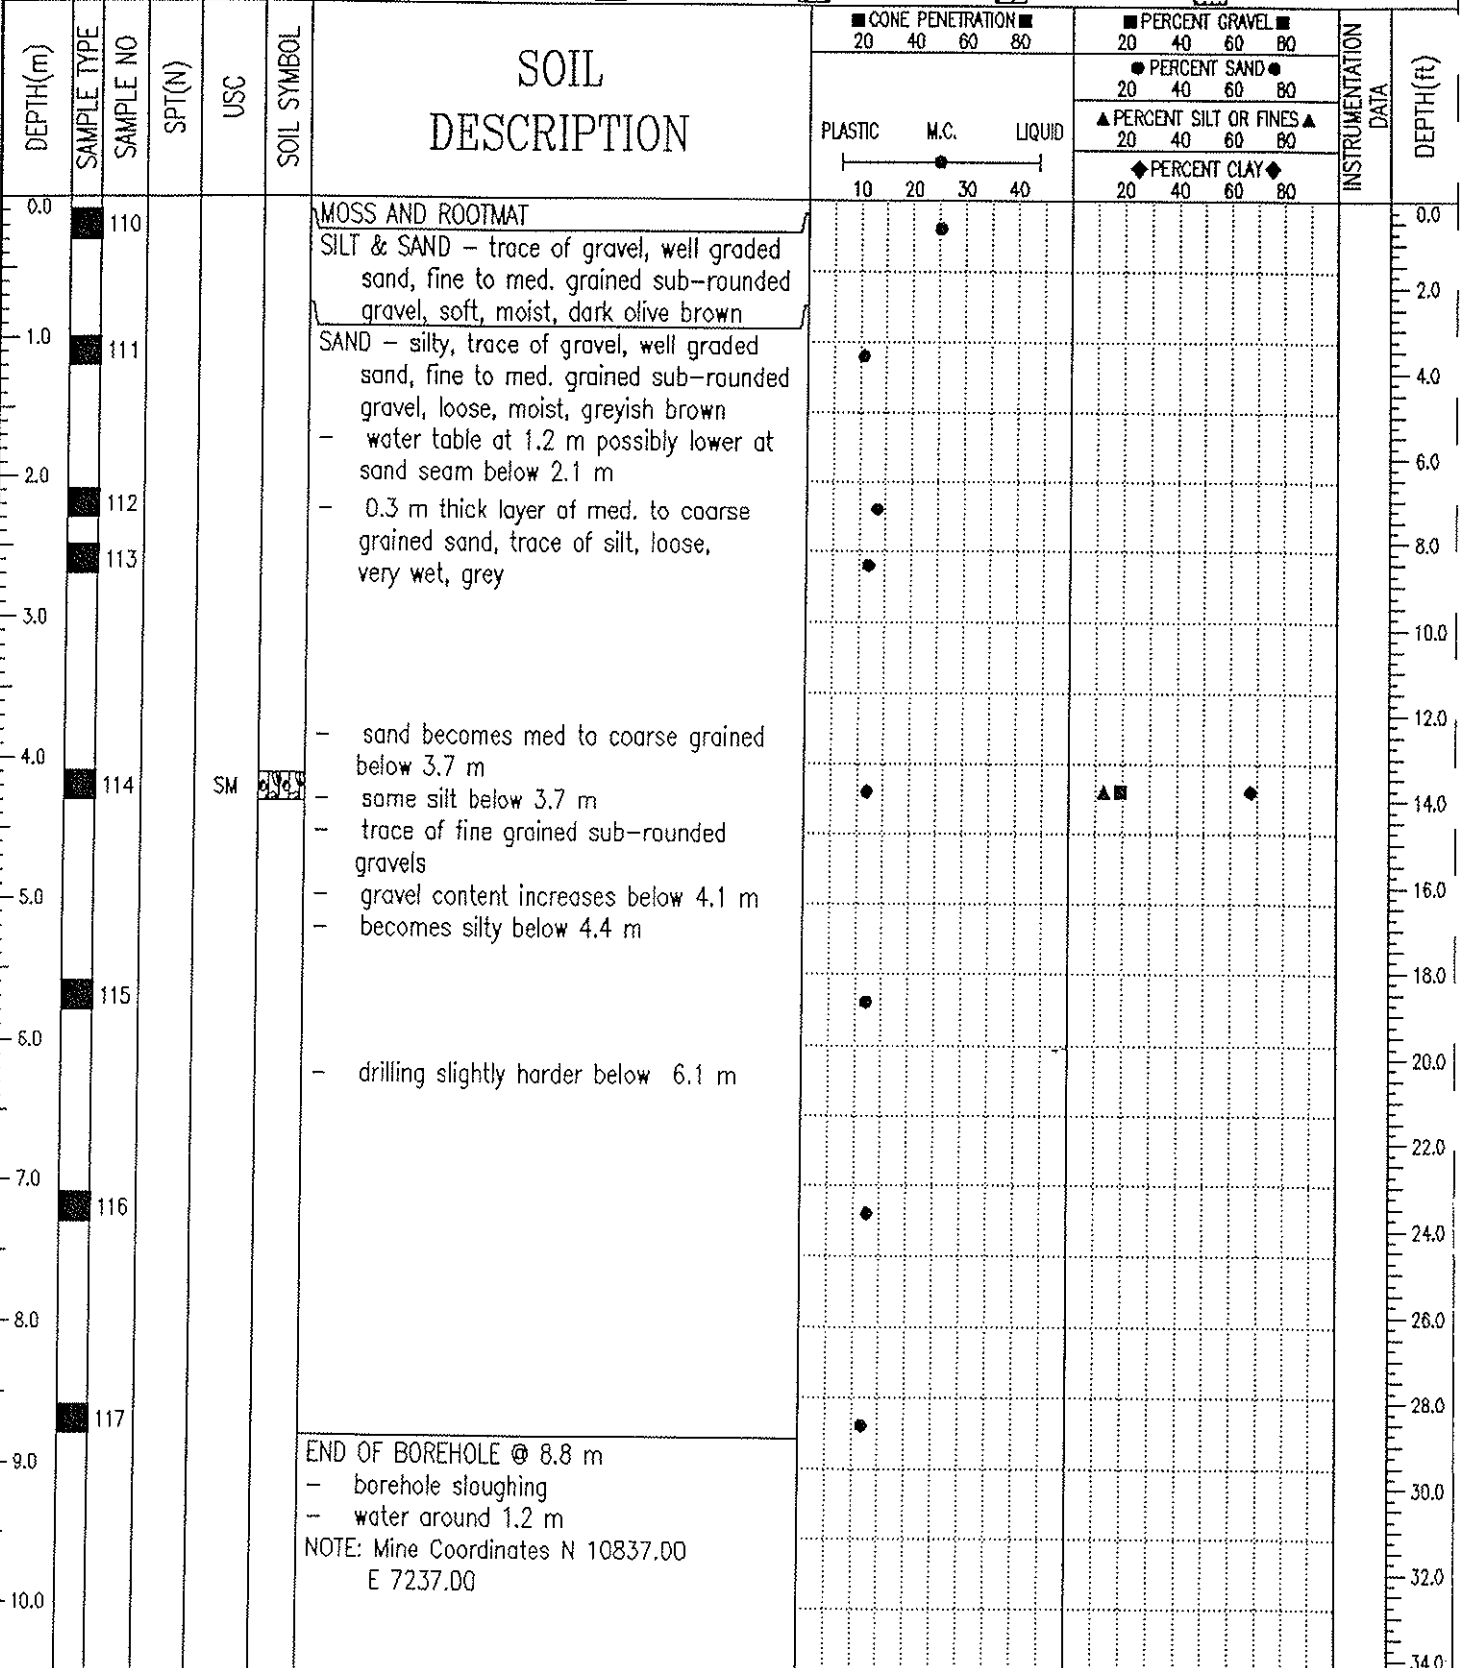 DEPTH(m)
SAMPLE TYPE
SAMPLE NO
SPT(N)
USC
SOIL SYMBOL
SOIL
DESCRIPTION
■ CONE PENETRATION ■
20 40 60 80
PLASTIC M.C. LIQUID
10 20 30 40
■ PERCENT GRAVEL ■
20 40 60 80
● PERCENT SAND ●
20 40 60 80
▲ PERCENT SILT OR FINES ▲
20 40 60 80
◆ PERCENT CLAY ◆
20 40 60 80
INSTRUMENTATION
DATA
DEPTH(ft)
0.0
1.0
2.0
3.0
4.0
5.0
6.0
7.0
8.0
9.0
10.0
110
111
112
113
114
115
116
117
SM
MOSS AND ROOTMAT
SILT & SAND – trace of gravel, well graded
sand, fine to med. grained sub-rounded
gravel, soft, moist, dark olive brown
SAND – silty, trace of gravel, well graded
sand, fine to med. grained sub-rounded
gravel, loose, moist, greyish brown
– water table at 1.2 m possibly lower at
sand seam below 2.1 m
– 0.3 m thick layer of med. to coarse
grained sand, trace of silt, loose,
very wet, grey
– sand becomes med to coarse grained
below 3.7 m
– some silt below 3.7 m
– trace of fine grained sub-rounded
gravels
– gravel content increases below 4.1 m
– becomes silty below 4.4 m
– drilling slightly harder below 6.1 m
END OF BOREHOLE @ 8.8 m
– borehole sloughing
– water around 1.2 m
NOTE: Mine Coordinates N 10837.00
E 7237.00
0.0
2.0
4.0
6.0
8.0
10.0
12.0
14.0
16.0
18.0
20.0
22.0
24.0
26.0
28.0
30.0
32.0
34.0